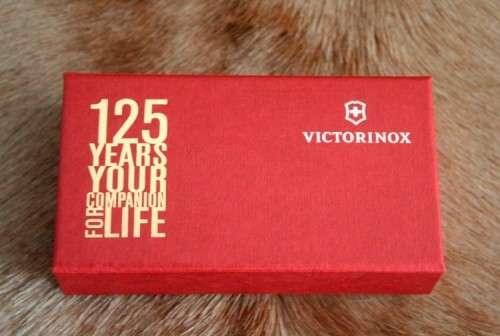 125
YEARS
YOUR
COMPANION
FOR LIFE
VICTORINOX